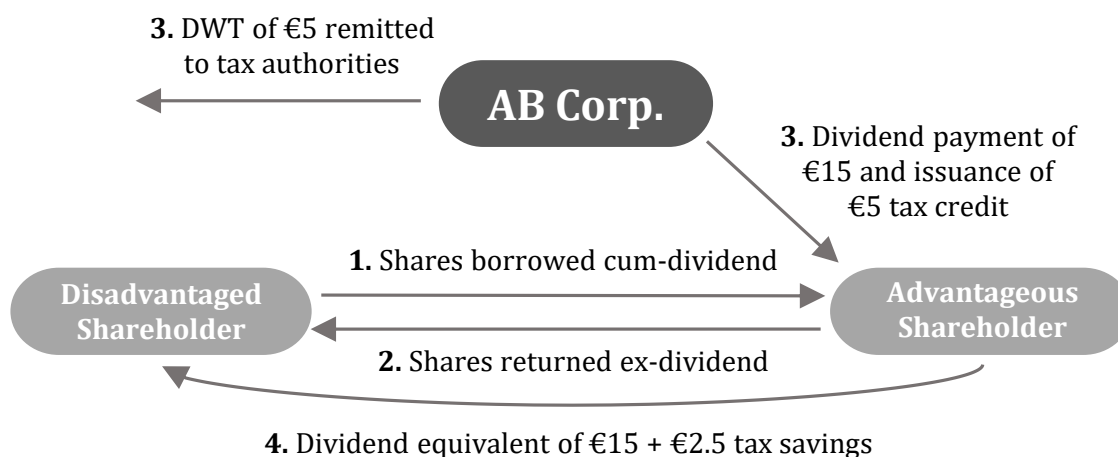 3. DWT of €5 remitted
to tax authorities
AB Corp.
3. Dividend payment of
€15 and issuance of
€5 tax credit
1. Shares borrowed cum-dividend
Disadvantaged
Shareholder
Advantageous
Shareholder
2. Shares returned ex-dividend
4. Dividend equivalent of €15 + €2.5 tax savings